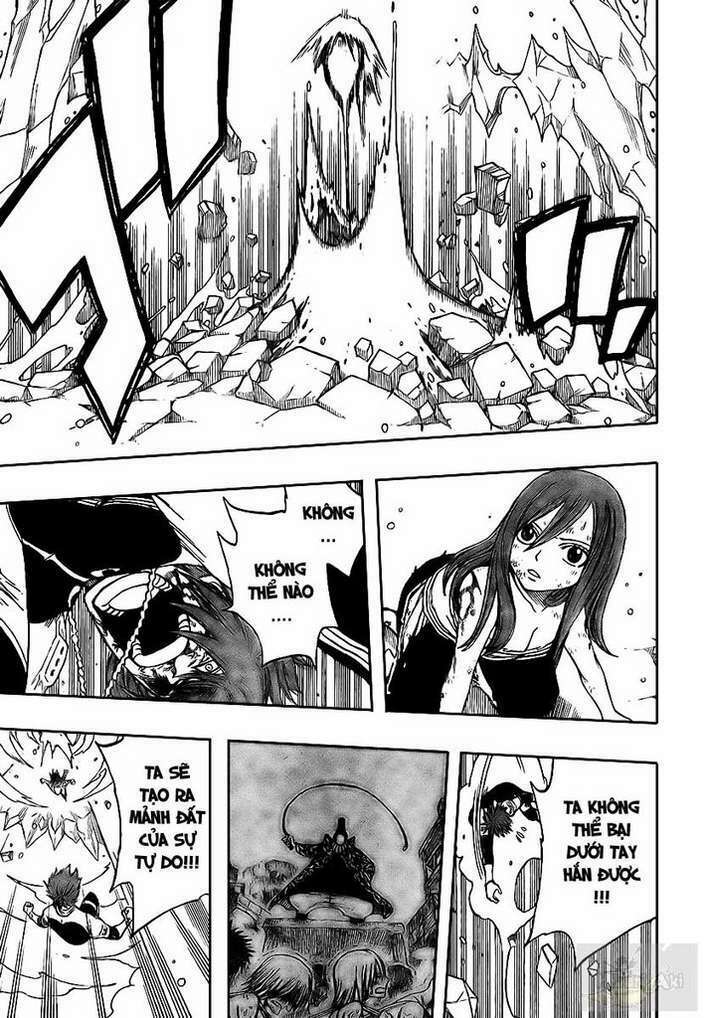 KHÔNG
...
KHÔNG
THỂ NÀO
....
TA KHÔNG
THỂ BẠI
DƯỚI TAY
HẮN ĐƯỢC
!!!
TA SẼ
TẠO RA
MẢNH ĐẤT
CỦA SỰ
TỰ DO!!!
Aki